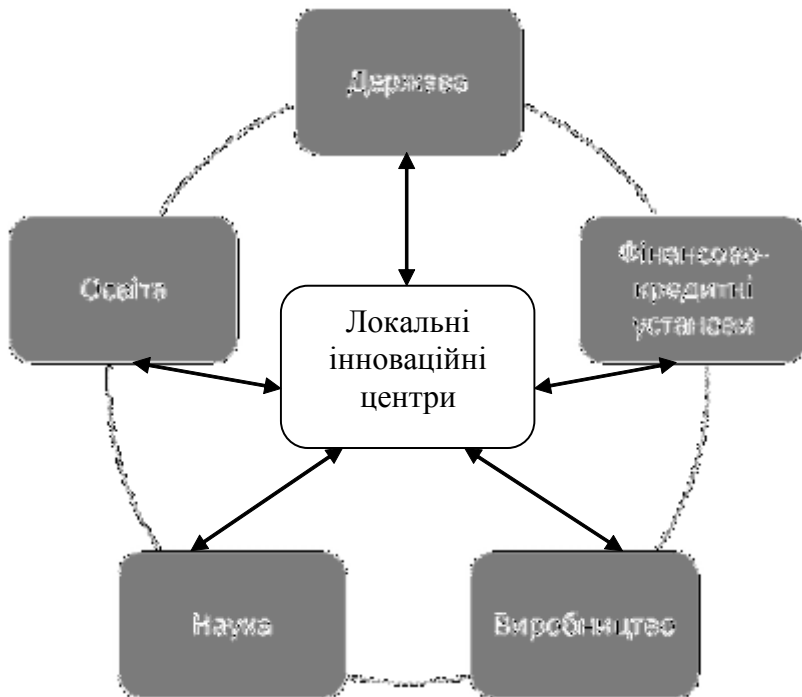 Держава
Освіта
Фінансово-
кредитні
установи
Локальні
інноваційні
центри
Наука
Виробництво